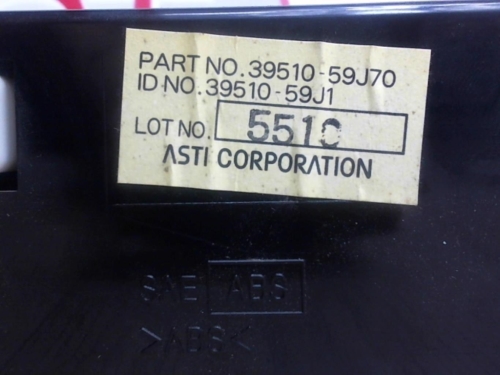 PART NO. 39510-59J70
ID NO. 39510-59J1
LOT NO. 5510
ASTI CORPORATION
SAE ABS
>ABS<